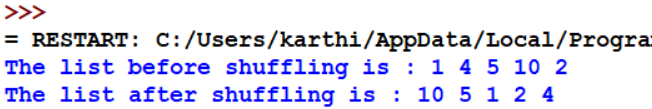 >>>
= RESTART: C:/Users/karthi/AppData/Local/Progra
The list before shuffling is : 1 4 5 10 2
The list after shuffling is : 10 5 1 2 4